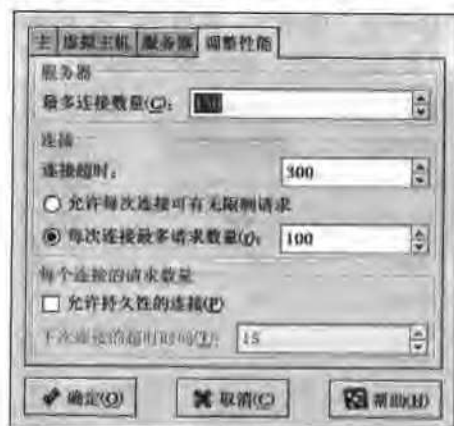 主 虚拟主机 服务器 调整性能
服务器
最多连接数量(C): 150
连接
连接超时: 300
允许每次连接可有无限制请求
每次连接最多请求数量(Q): 100
每个连接的请求数量
允许持久性的连接(P)
下次连接的超时时间(T): 15
确定(O) 取消(C) 帮助(H)